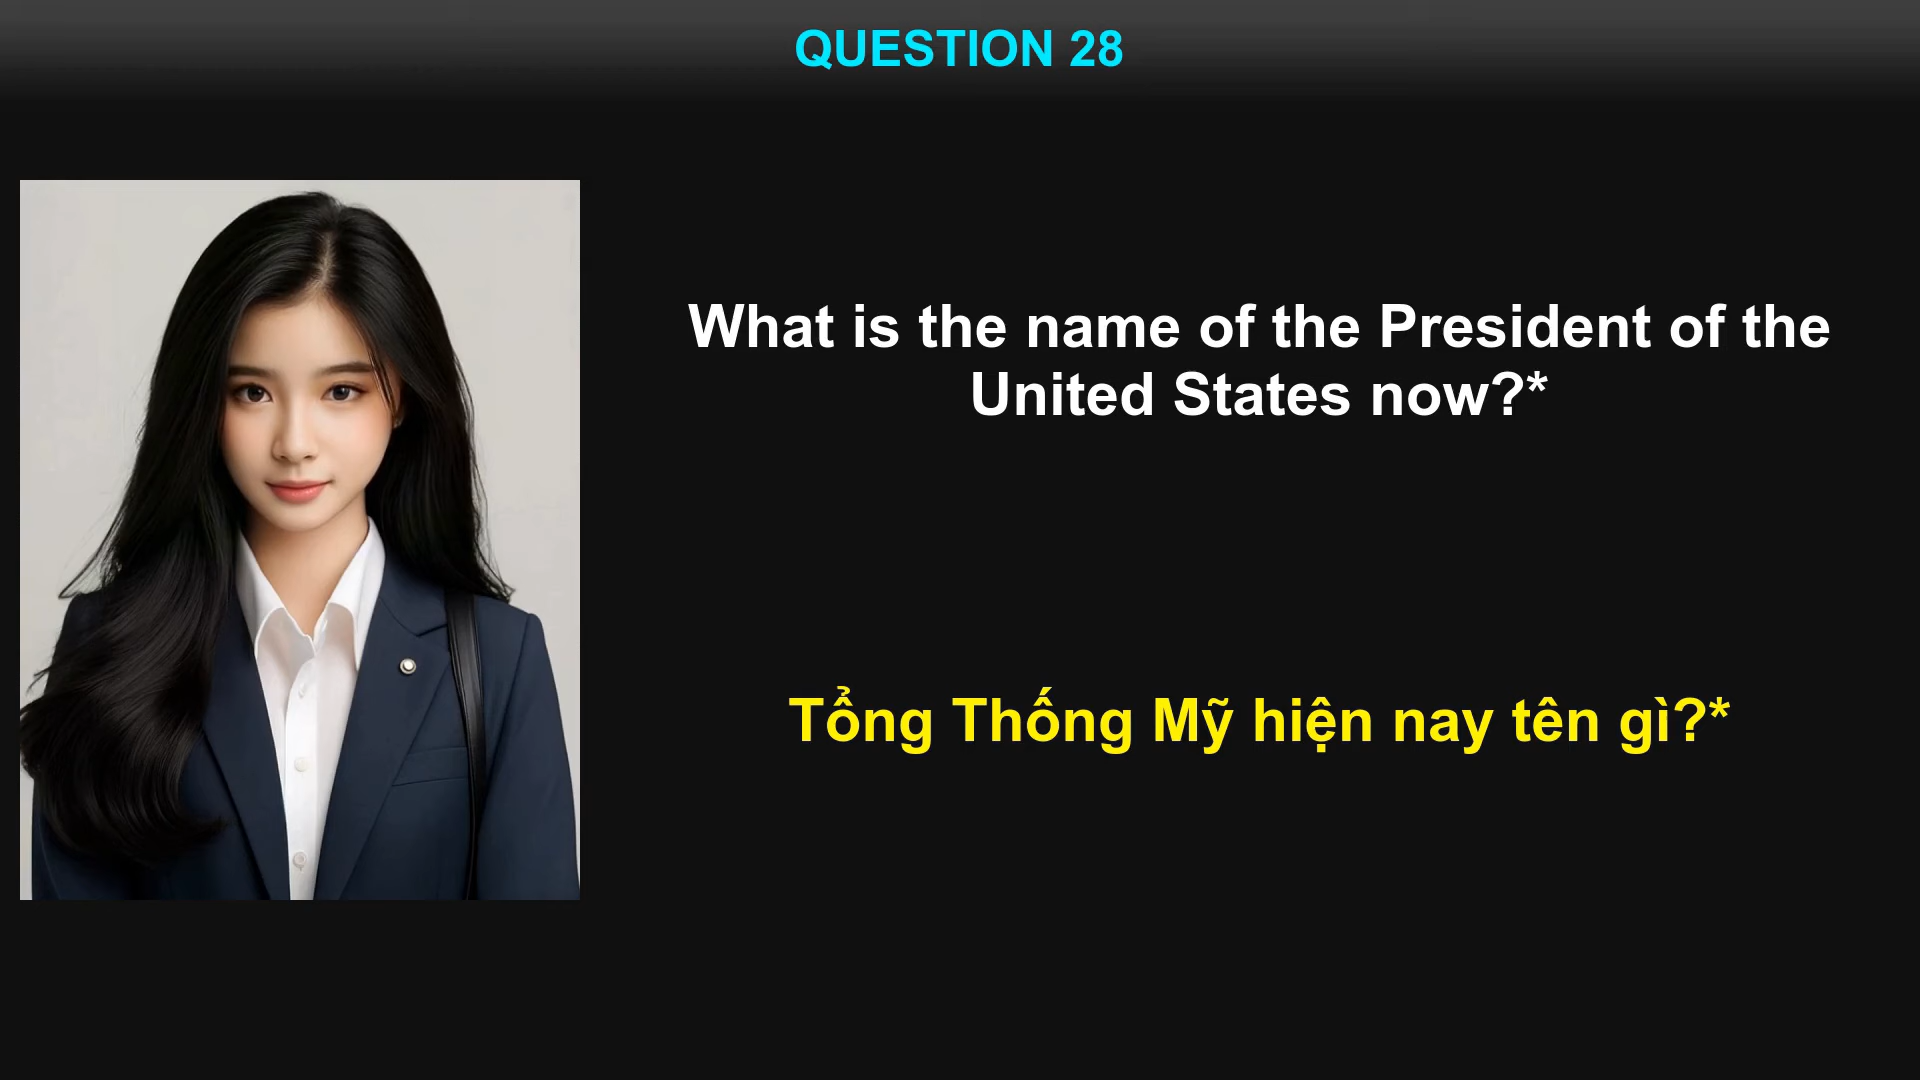 QUESTION 28
What is the name of the President of the
United States now?*
Tổng Thống Mỹ hiện nay tên gì?*